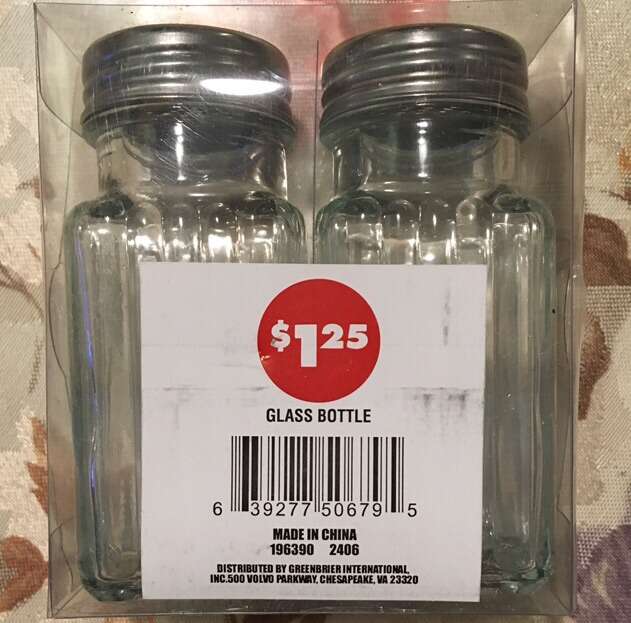 $1.25
GLASS BOTTLE
6 39277 50679 5
MADE IN CHINA
196390 2406
DISTRIBUTED BY GREENBRIER INTERNATIONAL,
INC.500 VOLVO PARKWAY, CHESAPEAKE, VA 23320